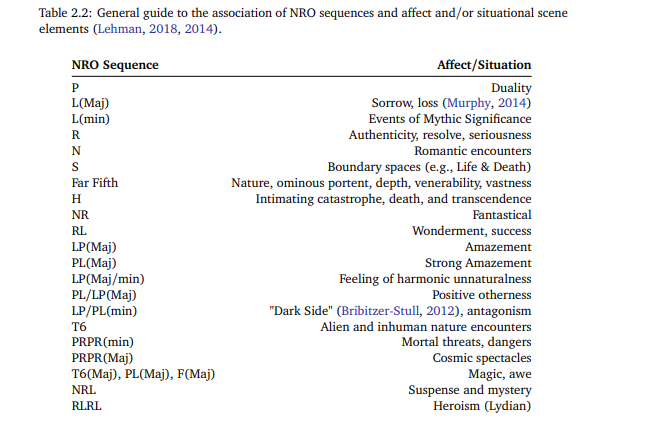 Table 2.2: General guide to the association of NRO sequences and affect and/or situational scene
elements (Lehman, 2018, 2014).
NRO Sequence Affect/Situation
P Duality
L(Maj) Sorrow, loss (Murphy, 2014)
L(min) Events of Mythic Significance
R Authenticity, resolve, seriousness
N Romantic encounters
S Boundary spaces (e.g., Life & Death)
Far Fifth Nature, ominous portent, depth, venerability, vastness
H Intimating catastrophe, death, and transcendence
NR Fantastical
RL Wonderment, success
LP(Maj) Amazement
PL(Maj) Strong Amazement
LP(Maj/min) Feeling of harmonic unnaturalness
PL/LP(Maj) Positive otherness
LP/PL(min) "Dark Side" (Bribitzer-Stull, 2012), antagonism
T6 Alien and inhuman nature encounters
PRPR(min) Mortal threats, dangers
PRPR(Maj) Cosmic spectacles
T6(Maj), PL(Maj), F(Maj) Magic, awe
NRL Suspense and mystery
RLRL Heroism (Lydian)